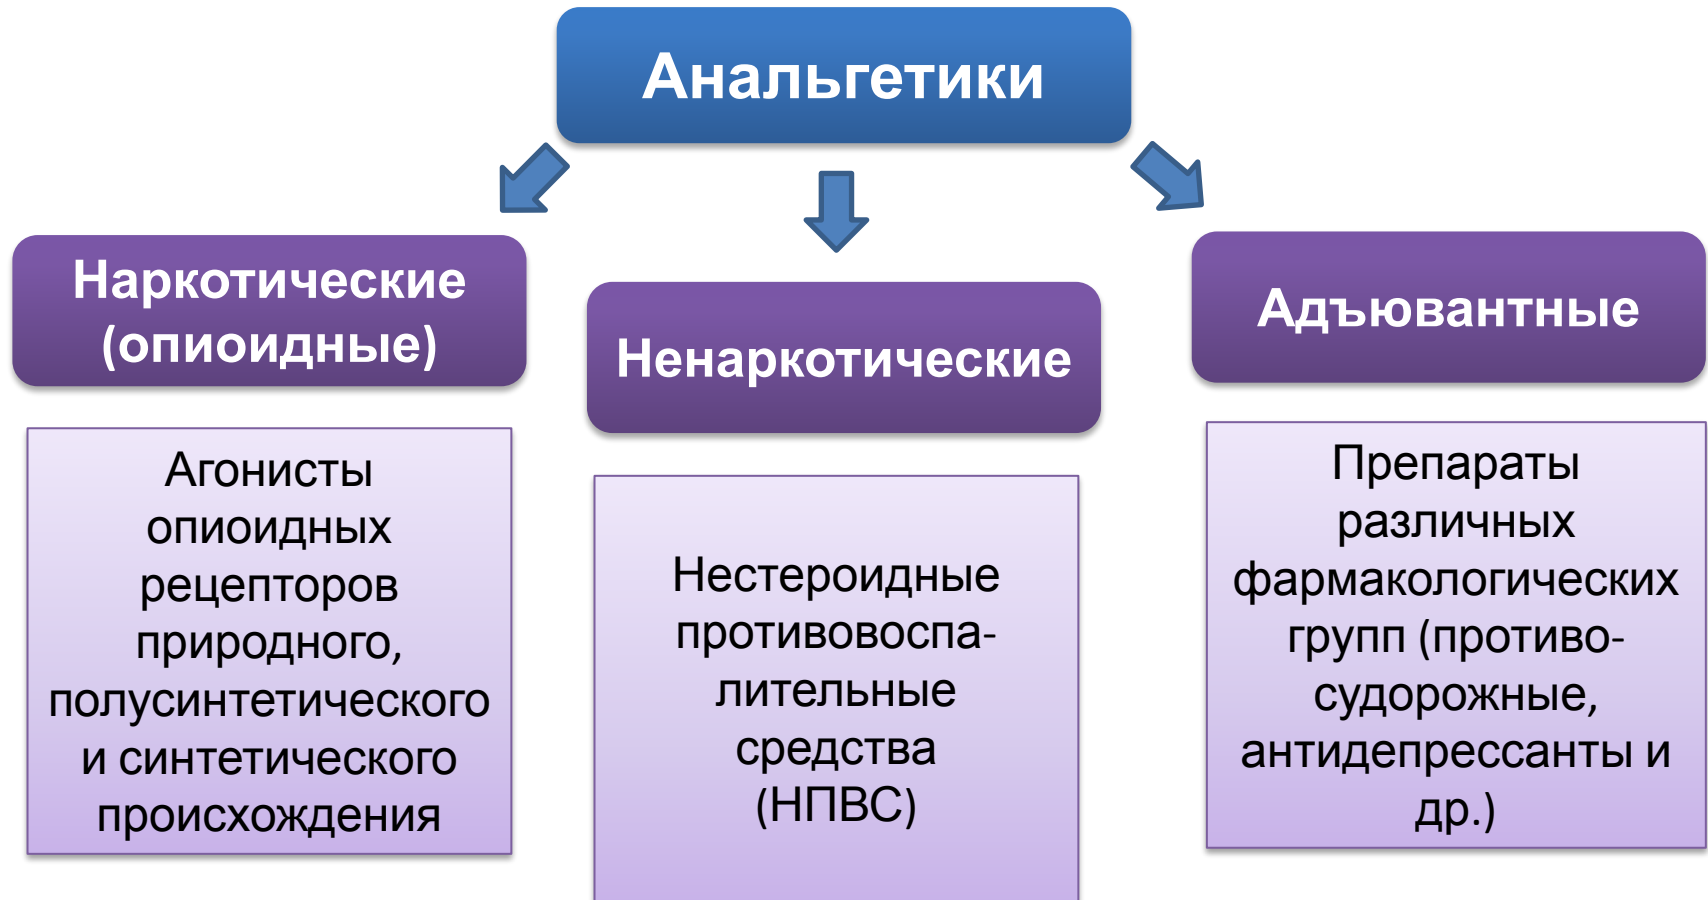 Анальгетики
Наркотические
(опиоидные)
Агонисты
опиоидных
рецепторов
природного,
полусинтетического
и синтетического
происхождения
Ненаркотические
Нестероидные
противовоспа-
лительные
средства
(НПВС)
Адъювантные
Препараты
различных
фармакологических
групп (противо-
судорожные,
антидепрессанты и
др.)